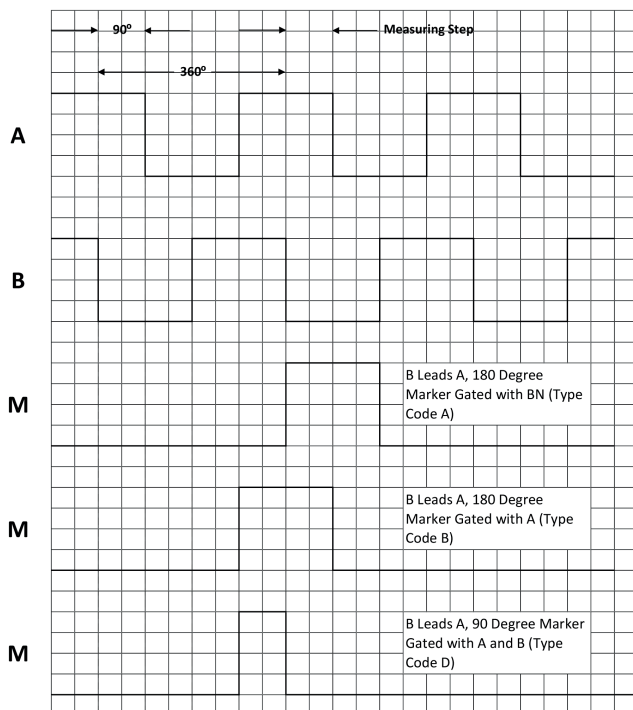 90º
Measuring Step
360º
A
B
M
B Leads A, 180 Degree
Marker Gated with BN (Type
Code A)
M
B Leads A, 180 Degree
Marker Gated with A (Type
Code B)
M
B Leads A, 90 Degree Marker
Gated with A and B (Type
Code D)